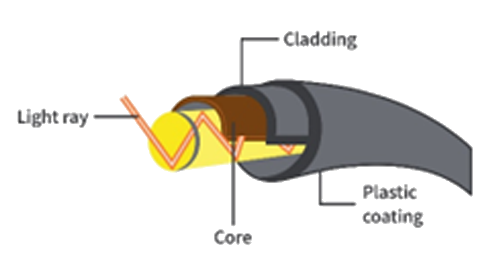 Cladding
Light ray
Plastic
coating
Core